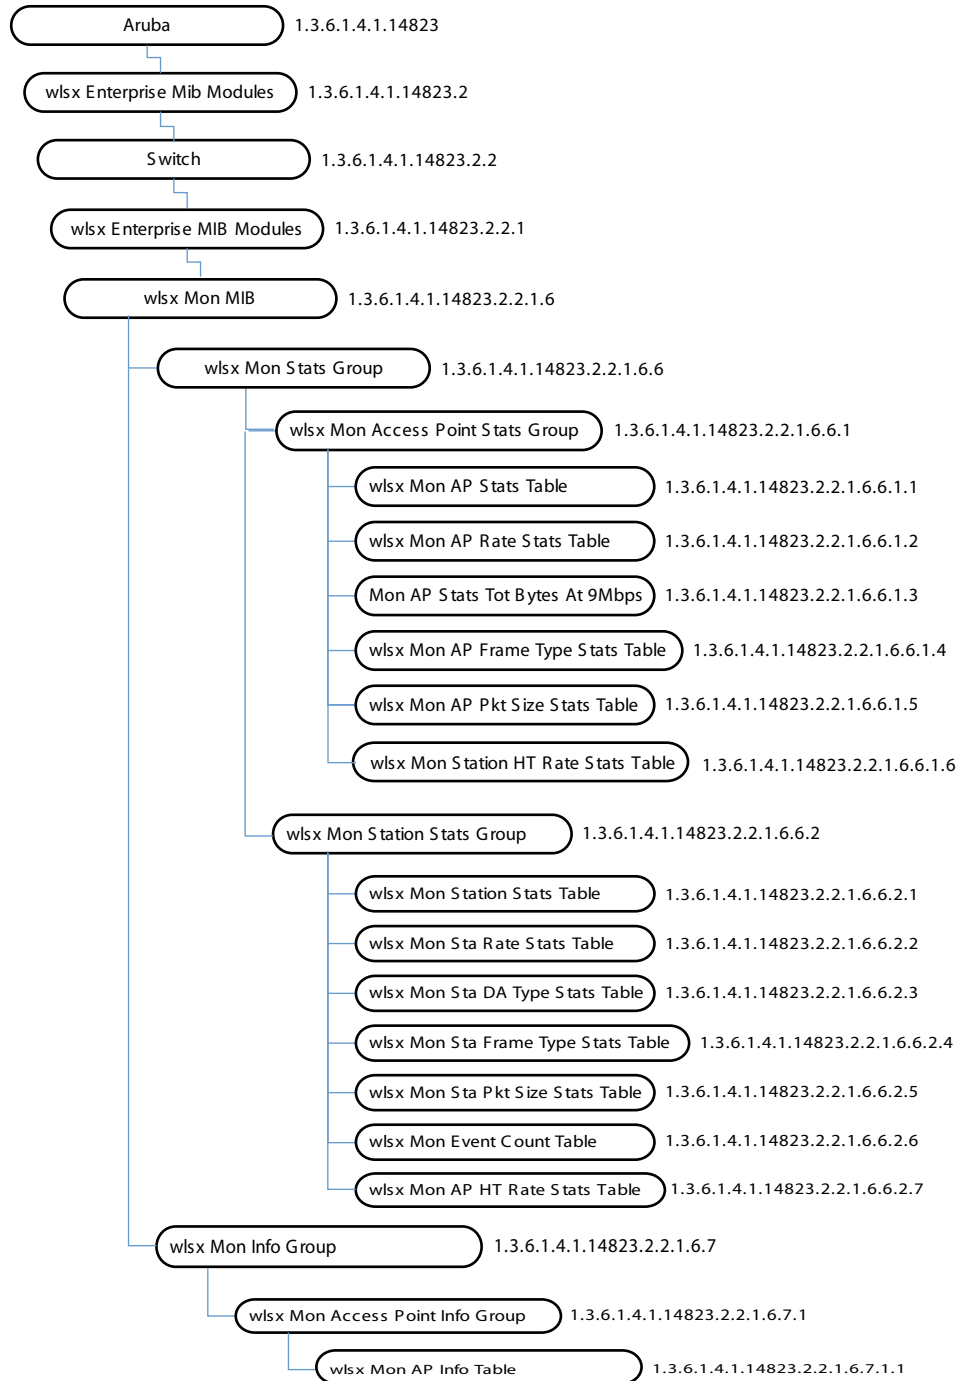 Aruba 1.3.6.1.4.1.14823
wlsx Enterprise Mib Modules 1.3.6.1.4.1.14823.2
Switch 1.3.6.1.4.1.14823.2.2
wlsx Enterprise MIB Modules 1.3.6.1.4.1.14823.2.2.1
wlsx Mon MIB 1.3.6.1.4.1.14823.2.2.1.6
wlsx Mon Stats Group 1.3.6.1.4.1.14823.2.2.1.6.6
wlsx Mon Access Point Stats Group 1.3.6.1.4.1.14823.2.2.1.6.6.1
wlsx Mon AP Stats Table 1.3.6.1.4.1.14823.2.2.1.6.6.1.1
wlsx Mon AP Rate Stats Table 1.3.6.1.4.1.14823.2.2.1.6.6.1.2
Mon AP Stats Tot Bytes At 9Mbps 1.3.6.1.4.1.14823.2.2.1.6.6.1.3
wlsx Mon AP Frame Type Stats Table 1.3.6.1.4.1.14823.2.2.1.6.6.1.4
wlsx Mon AP Pkt Size Stats Table 1.3.6.1.4.1.14823.2.2.1.6.6.1.5
wlsx Mon Station HT Rate Stats Table 1.3.6.1.4.1.14823.2.2.1.6.6.1.6
wlsx Mon Station Stats Group 1.3.6.1.4.1.14823.2.2.1.6.6.2
wlsx Mon Station Stats Table 1.3.6.1.4.1.14823.2.2.1.6.6.2.1
wlsx Mon Sta Rate Stats Table 1.3.6.1.4.1.14823.2.2.1.6.6.2.2
wlsx Mon Sta DA Type Stats Table 1.3.6.1.4.1.14823.2.2.1.6.6.2.3
wlsx Mon Sta Frame Type Stats Table 1.3.6.1.4.1.14823.2.2.1.6.6.2.4
wlsx Mon Sta Pkt Size Stats Table 1.3.6.1.4.1.14823.2.2.1.6.6.2.5
wlsx Mon Event Count Table 1.3.6.1.4.1.14823.2.2.1.6.6.2.6
wlsx Mon AP HT Rate Stats Table 1.3.6.1.4.1.14823.2.2.1.6.6.2.7
wlsx Mon Info Group 1.3.6.1.4.1.14823.2.2.1.6.7
wlsx Mon Access Point Info Group 1.3.6.1.4.1.14823.2.2.1.6.7.1
wlsx Mon AP Info Table 1.3.6.1.4.1.14823.2.2.1.6.7.1.1